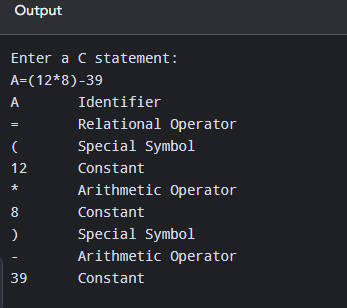 Output
Enter a C statement:
A=(12*8)-39
A Identifier
= Relational Operator
( Special Symbol
12 Constant
* Arithmetic Operator
8 Constant
) Special Symbol
- Arithmetic Operator
39 Constant